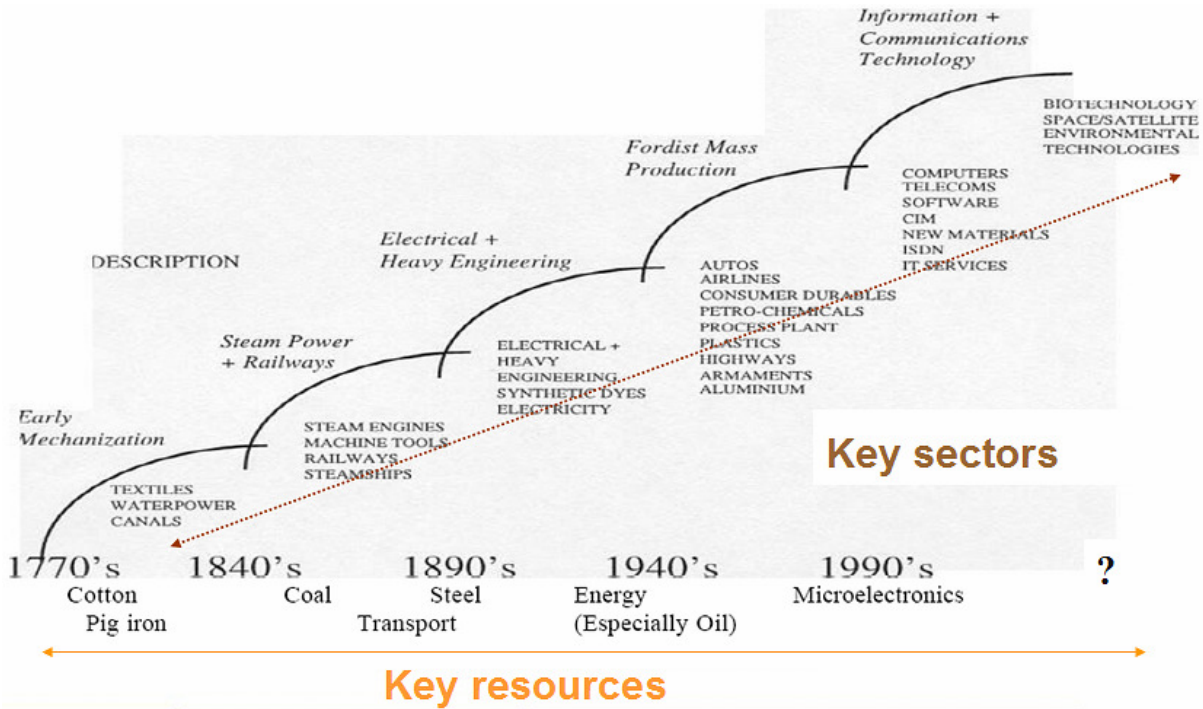 Information +
Communications
Technology
BIOTECHNOLOGY
SPACE/SATELLITE
ENVIRONMENTAL
TECHNOLOGIES
Fordist Mass
Production
COMPUTERS
TELECOMS
SOFTWARE
CIM
NEW MATERIALS
ISDN
IT SERVICES
Electrical +
Heavy Engineering
DESCRIPTION
AUTOS
AIRLINES
CONSUMER DURABLES
PETRO-CHEMICALS
PROCESS PLANT
PLASTICS
HIGHWAYS
ARMAMENTS
ALUMINIUM
Steam Power
+ Railways
ELECTRICAL +
HEAVY
ENGINEERING
SYNTHETIC DYES
ELECTRICITY
Early
Mechanization
STEAM ENGINES
MACHINE TOOLS
RAILWAYS
STEAMSHIPS
Key sectors
TEXTILES
WATERPOWER
CANALS
1770's 1840's 1890's 1940's 1990's ?
Cotton Coal Steel Energy Microelectronics
Pig iron Transport (Especially Oil)
Key resources